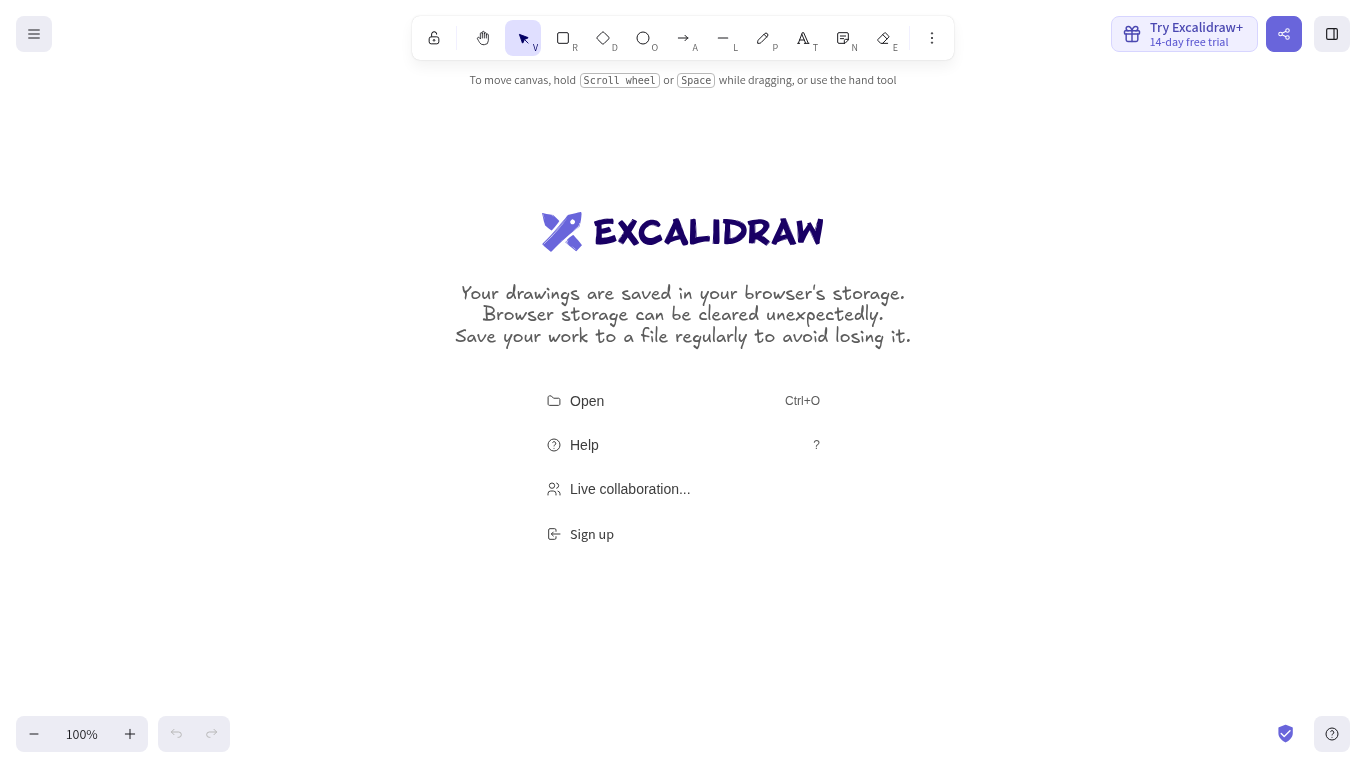 V
R
D
O
A
L
P
T
N
E
Try Excalidraw+
14-day free trial
To move canvas, hold Scroll wheel or Space while dragging, or use the hand tool
EXCALIDRAW
Your drawings are saved in your browser's storage.
Browser storage can be cleared unexpectedly.
Save your work to a file regularly to avoid losing it.
Open Ctrl+O
Help ?
Live collaboration...
Sign up
100%